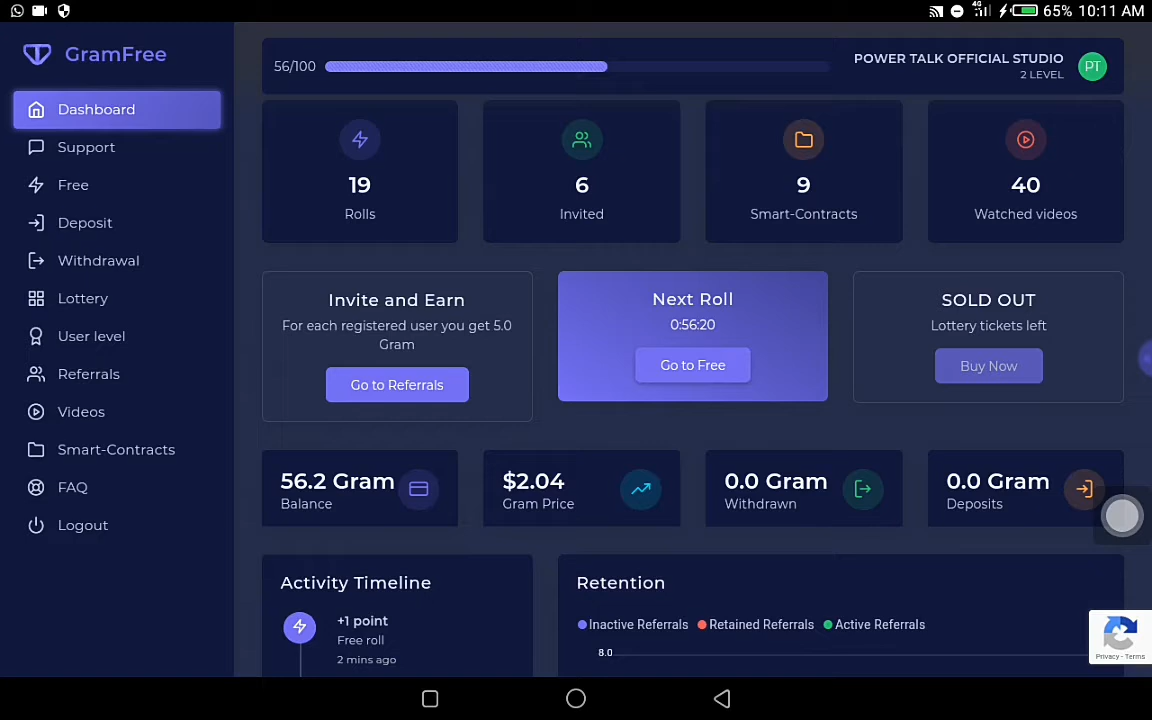 4G 65% 10:11 AM
GramFree
56/100
POWER TALK OFFICIAL STUDIO
2 LEVEL
PT
Dashboard
Support
Free
Deposit
Withdrawal
Lottery
User level
Referrals
Videos
Smart-Contracts
FAQ
Logout
19
Rolls
6
Invited
9
Smart-Contracts
40
Watched videos
Invite and Earn
For each registered user you get 5.0
Gram
Go to Referrals
Next Roll
0:56:20
Go to Free
SOLD OUT
Lottery tickets left
Buy Now
56.2 Gram
Balance
$2.04
Gram Price
0.0 Gram
Withdrawn
0.0 Gram
Deposits
Activity Timeline
+1 point
Free roll
2 mins ago
Retention
Inactive Referrals Retained Referrals Active Referrals
8.0
Privacy - Terms